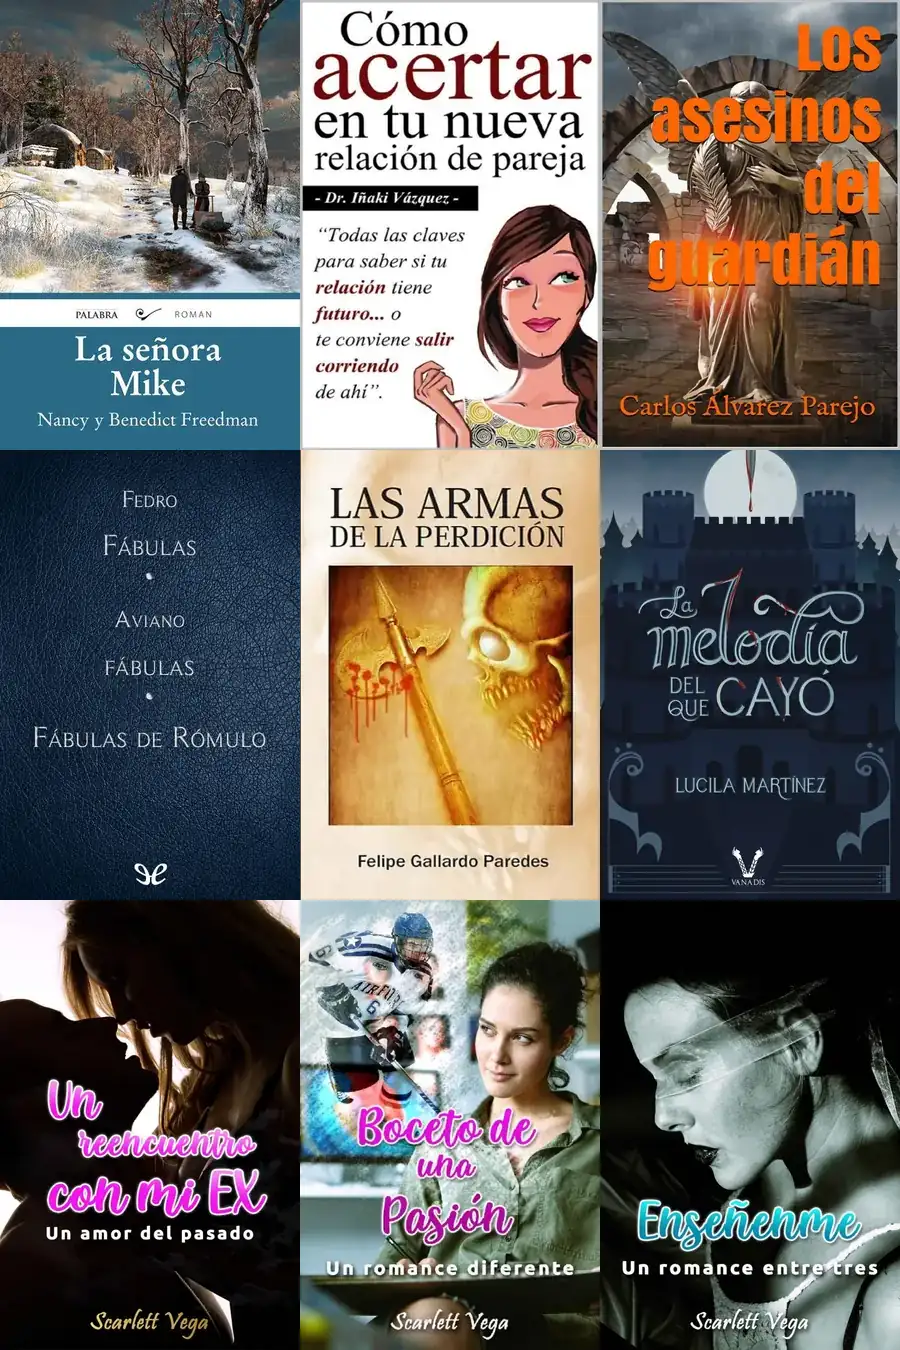 PALABRA ROMAN
La señora
Mike
Nancy y Benedict Freedman
Cómo
acertar
en tu nueva
relación de pareja
- Dr. Iñaki Vázquez -
“Todas las claves
para saber si tu
relación tiene
futuro... o
te conviene salir
corriendo
de ahí”.
Los
asesinos
del
guardián
Carlos Álvarez Parejo
FEDRO
FÁBULAS
AVIANO
FÁBULAS
FÁBULAS DE RÓMULO
LAS ARMAS
DE LA PERDICIÓN
Felipe Gallardo Paredes
La
melodía
DEL
QUE CAYÓ
LUCILA MARTÍNEZ
VANADIS
Un
reencuentro
con mi EX
Un amor del pasado
Scarlett Vega
AIR FORCE
6
Boceto de
una
Pasión
Un romance diferente
Scarlett Vega
Enseñenme
Un romance entre tres
Scarlett Vega